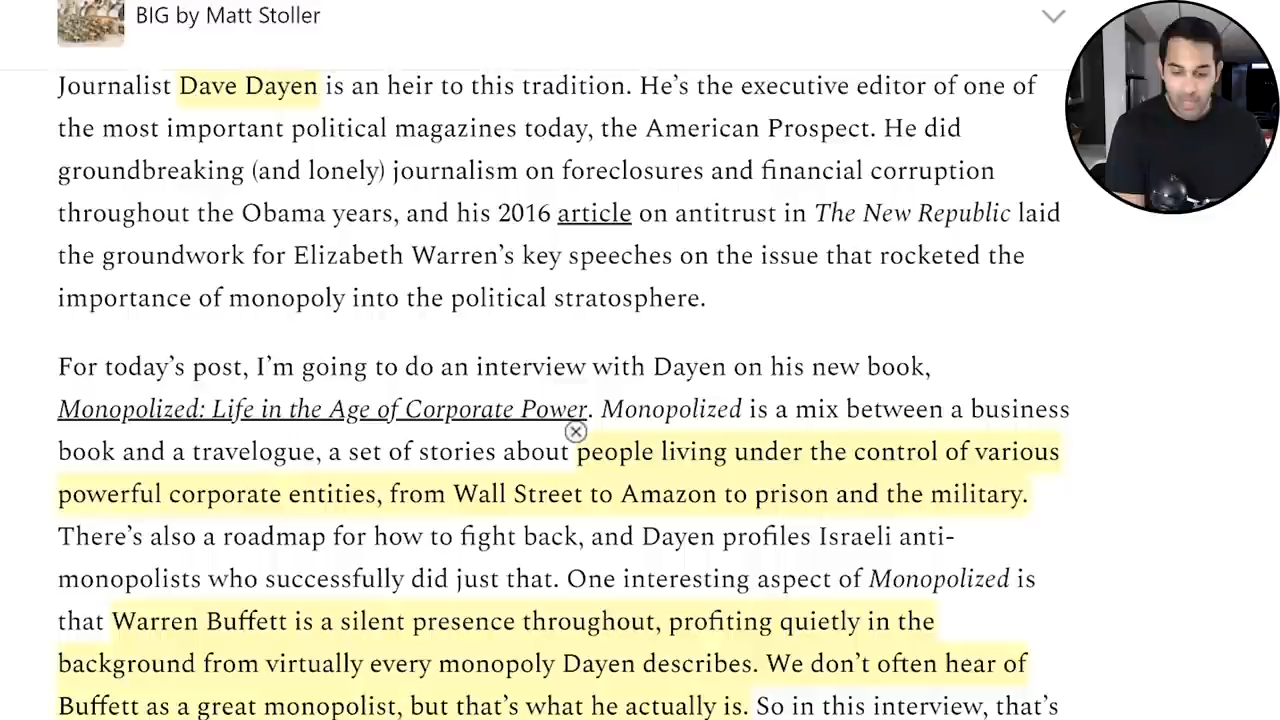 BIG by Matt Stoller
Journalist Dave Dayen is an heir to this tradition. He’s the executive editor of one of
the most important political magazines today, the American Prospect. He did
groundbreaking (and lonely) journalism on foreclosures and financial corruption
throughout the Obama years, and his 2016 article on antitrust in The New Republic laid
the groundwork for Elizabeth Warren’s key speeches on the issue that rocketed the
importance of monopoly into the political stratosphere.
For today’s post, I’m going to do an interview with Dayen on his new book,
Monopolized: Life in the Age of Corporate Power. Monopolized is a mix between a business
book and a travelogue, a set of stories about people living under the control of various
powerful corporate entities, from Wall Street to Amazon to prison and the military.
There’s also a roadmap for how to fight back, and Dayen profiles Israeli anti-
monopolists who successfully did just that. One interesting aspect of Monopolized is
that Warren Buffett is a silent presence throughout, profiting quietly in the
background from virtually every monopoly Dayen describes. We don’t often hear of
Buffett as a great monopolist, but that’s what he actually is. So in this interview, that’s